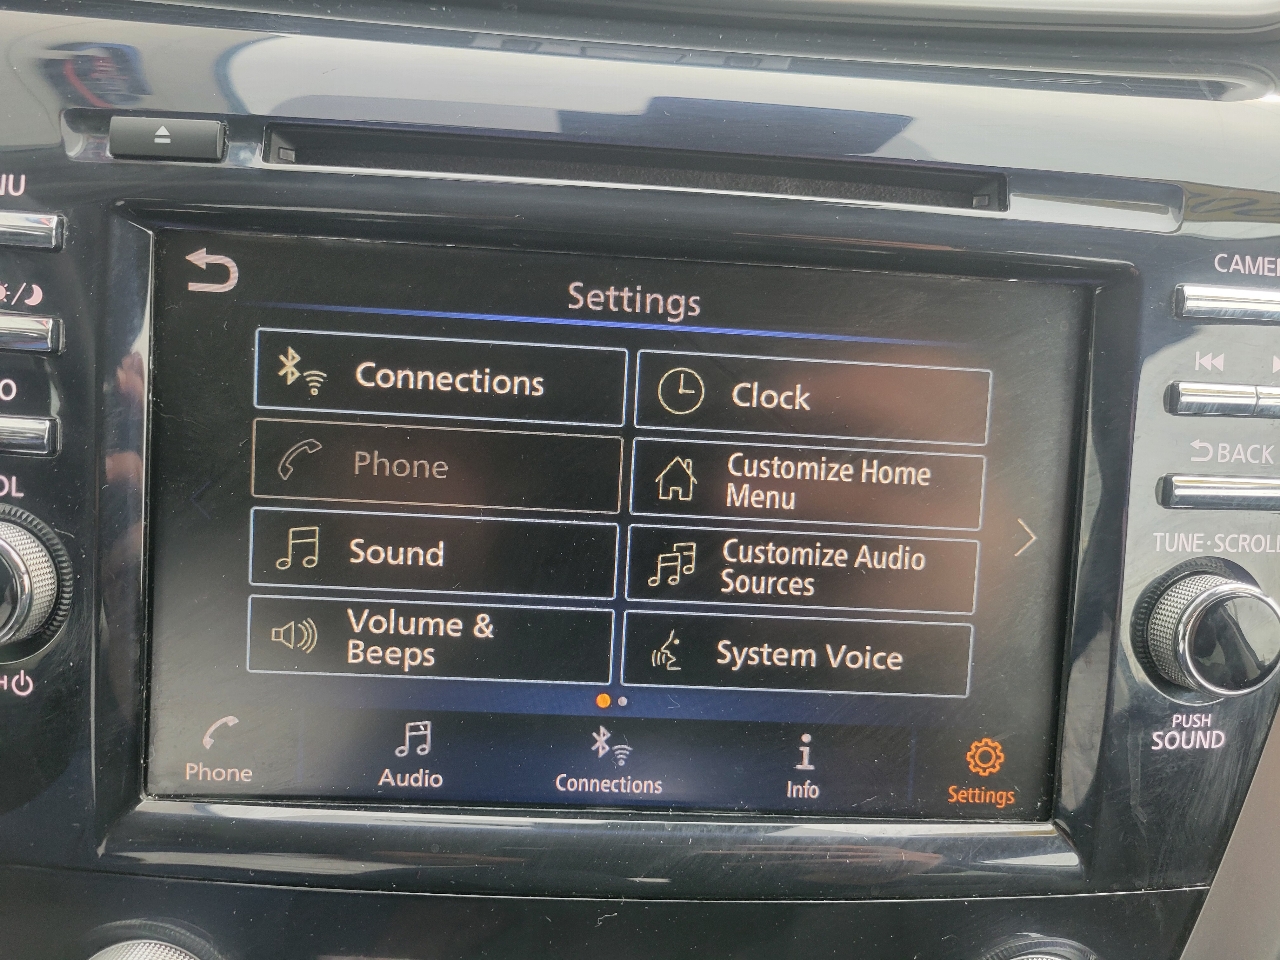 Settings
Connections
Clock
Phone
Customize Home
Menu
Sound
Customize Audio
Sources
Volume &
Beeps
System Voice
Phone
Audio
Connections
Info
Settings
BACK
TUNE·SCROLL
PUSH
SOUND